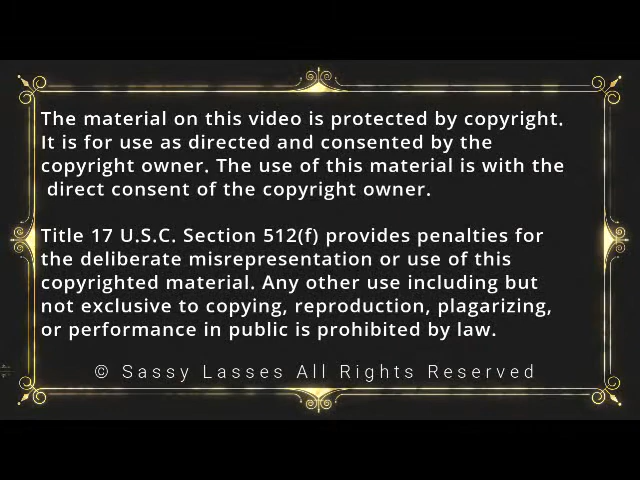 The material on this video is protected by copyright.
It is for use as directed and consented by the
copyright owner. The use of this material is with the
direct consent of the copyright owner.
Title 17 U.S.C. Section 512(f) provides penalties for
the deliberate misrepresentation or use of this
copyrighted material. Any other use including but
not exclusive to copying, reproduction, plagarizing,
or performance in public is prohibited by law.
© Sassy Lasses All Rights Reserved